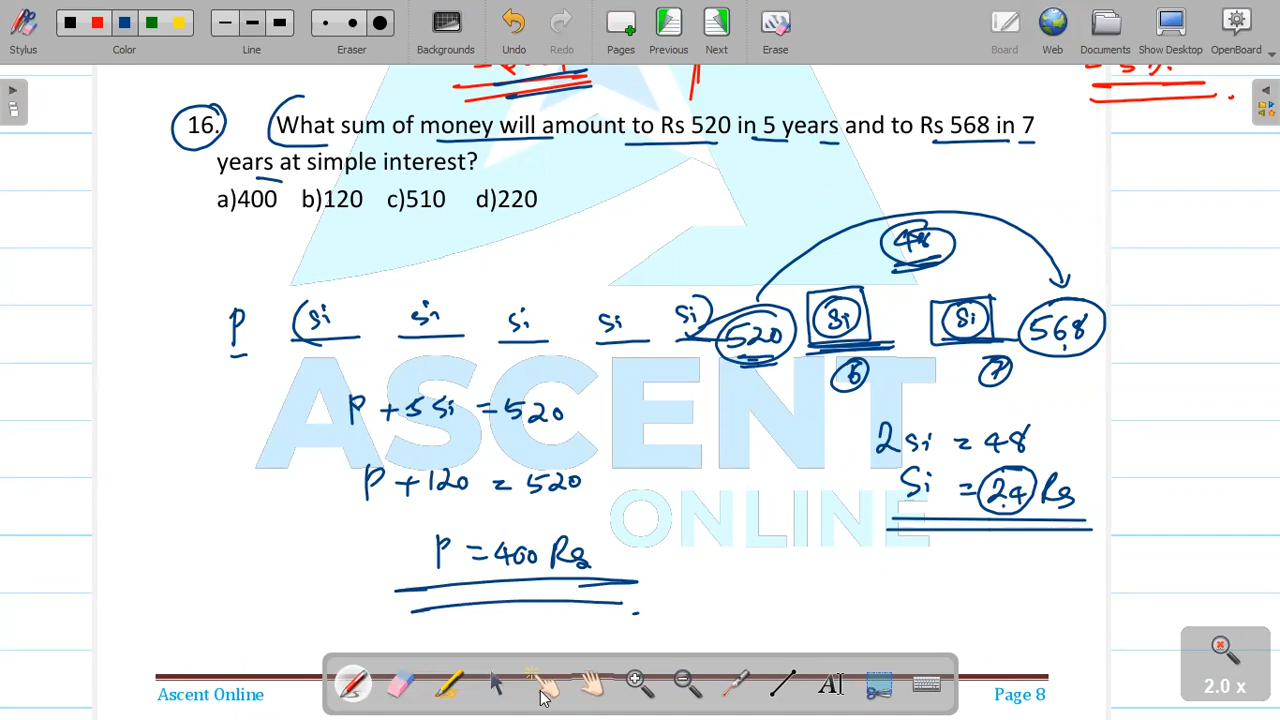 Stylus Color Line Eraser Backgrounds Undo Redo Pages Previous Next Erase Board Web Documents Show Desktop OpenBoard
16. What sum of money will amount to Rs 520 in 5 years and to Rs 568 in 7
years at simple interest?
a)400 b)120 c)510 d)220
48
P (Si Si Si Si Si) 520 Si Si 568
6 7
P + 5 Si = 520
2 Si = 48
P + 120 = 520
Si = 24 Rs
P = 400 Rs
ASCENT
ONLINE
Ascent Online Page 8
2.0 x